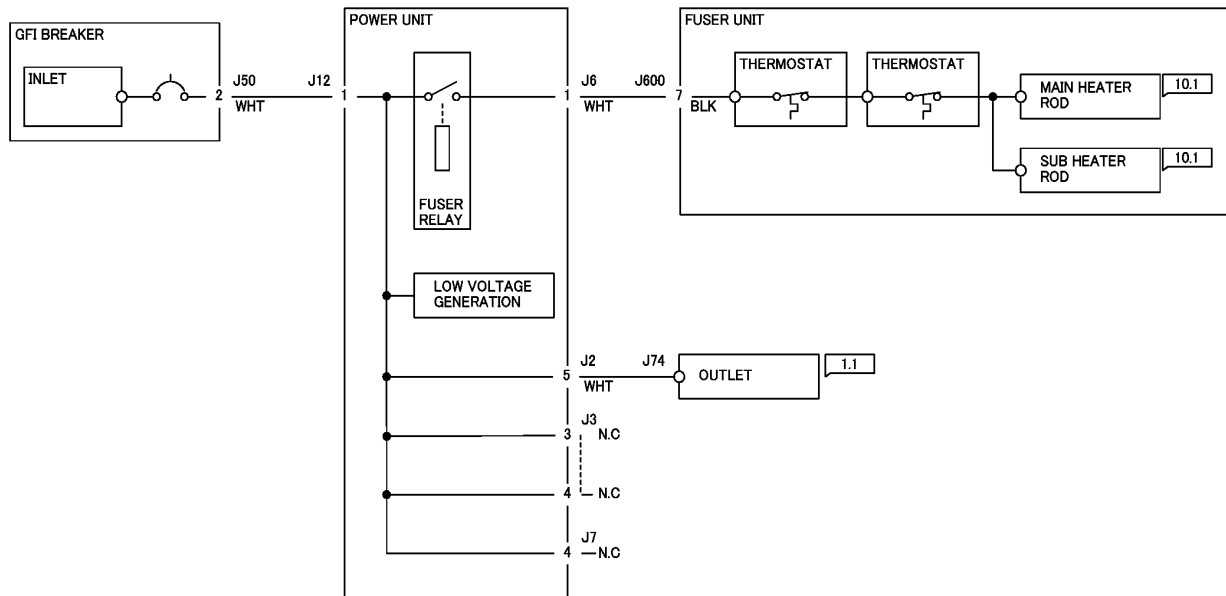 POWER UNIT
FUSER UNIT
GFI BREAKER
INLET
J50
J12
2
WHT
1
FUSER
RELAY
J6
J600
1
WHT
7
BLK
THERMOSTAT
THERMOSTAT
MAIN HEATER
ROD
10.1
SUB HEATER
ROD
10.1
LOW VOLTAGE
GENERATION
J2
J74
5
WHT
OUTLET
1.1
J3
3
N.C
4
N.C
J7
4
N.C